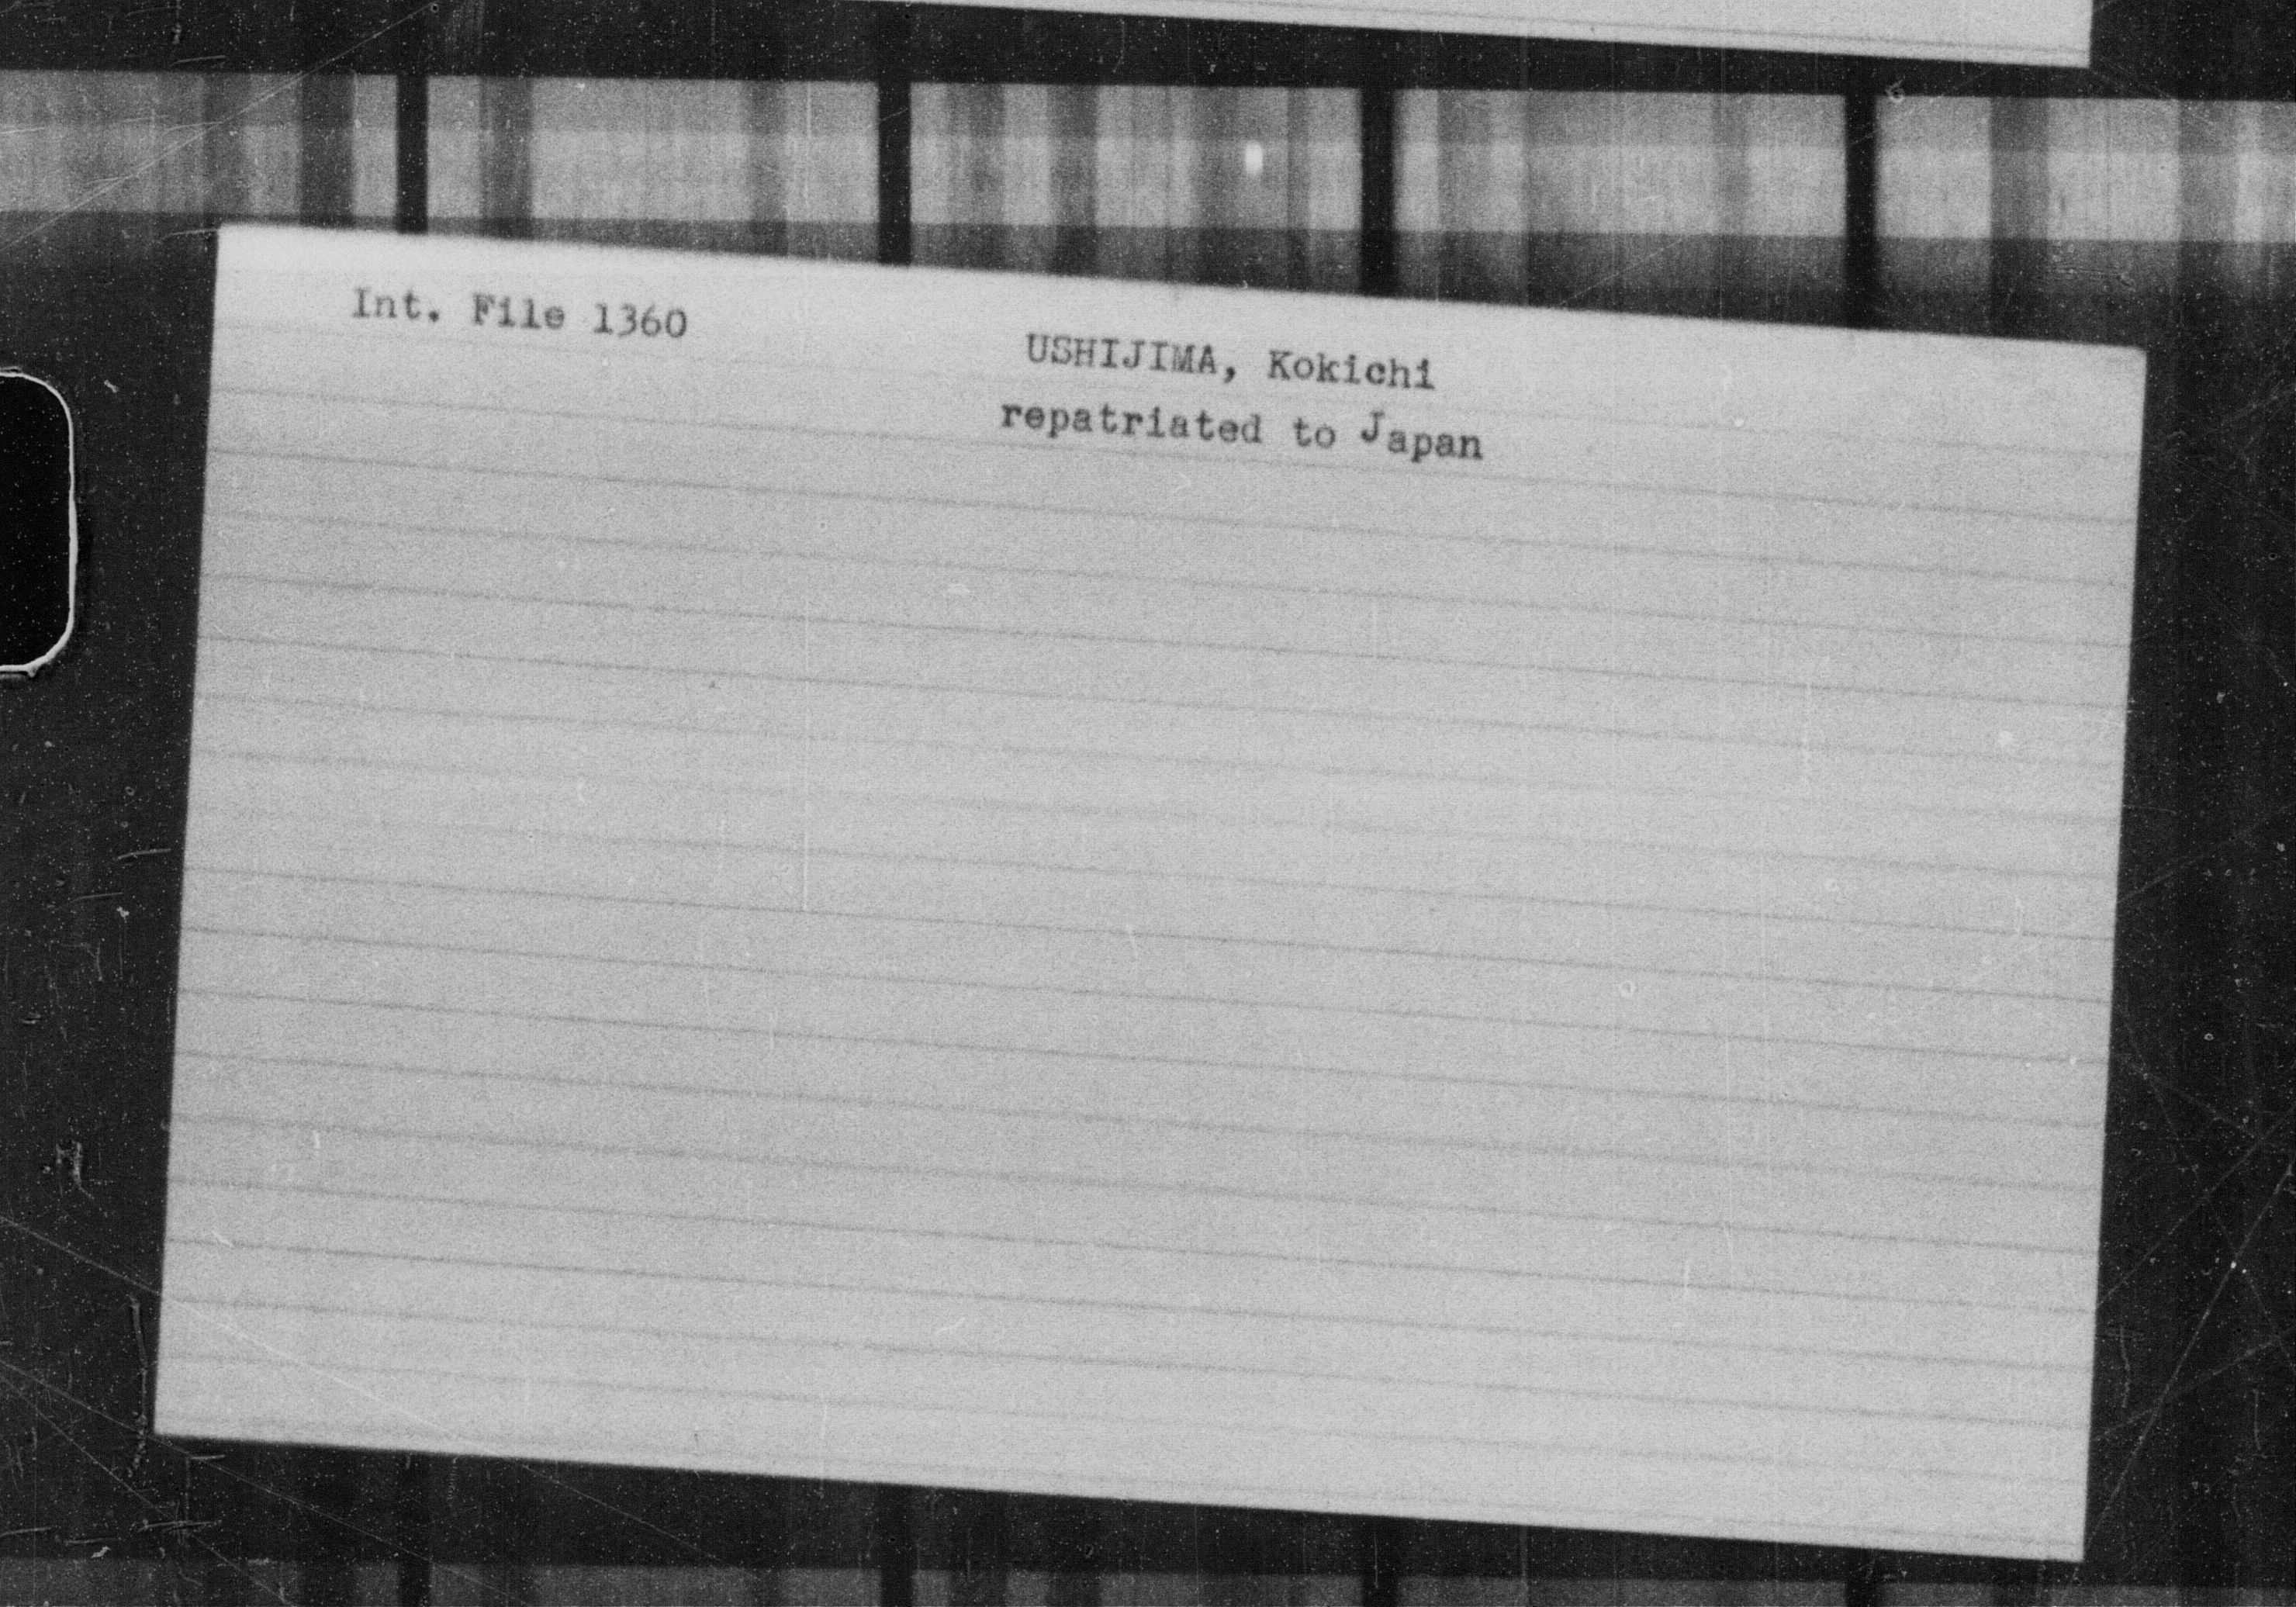 Int. File 1360
USHIJIMA, Kokichi
repatriated to Japan